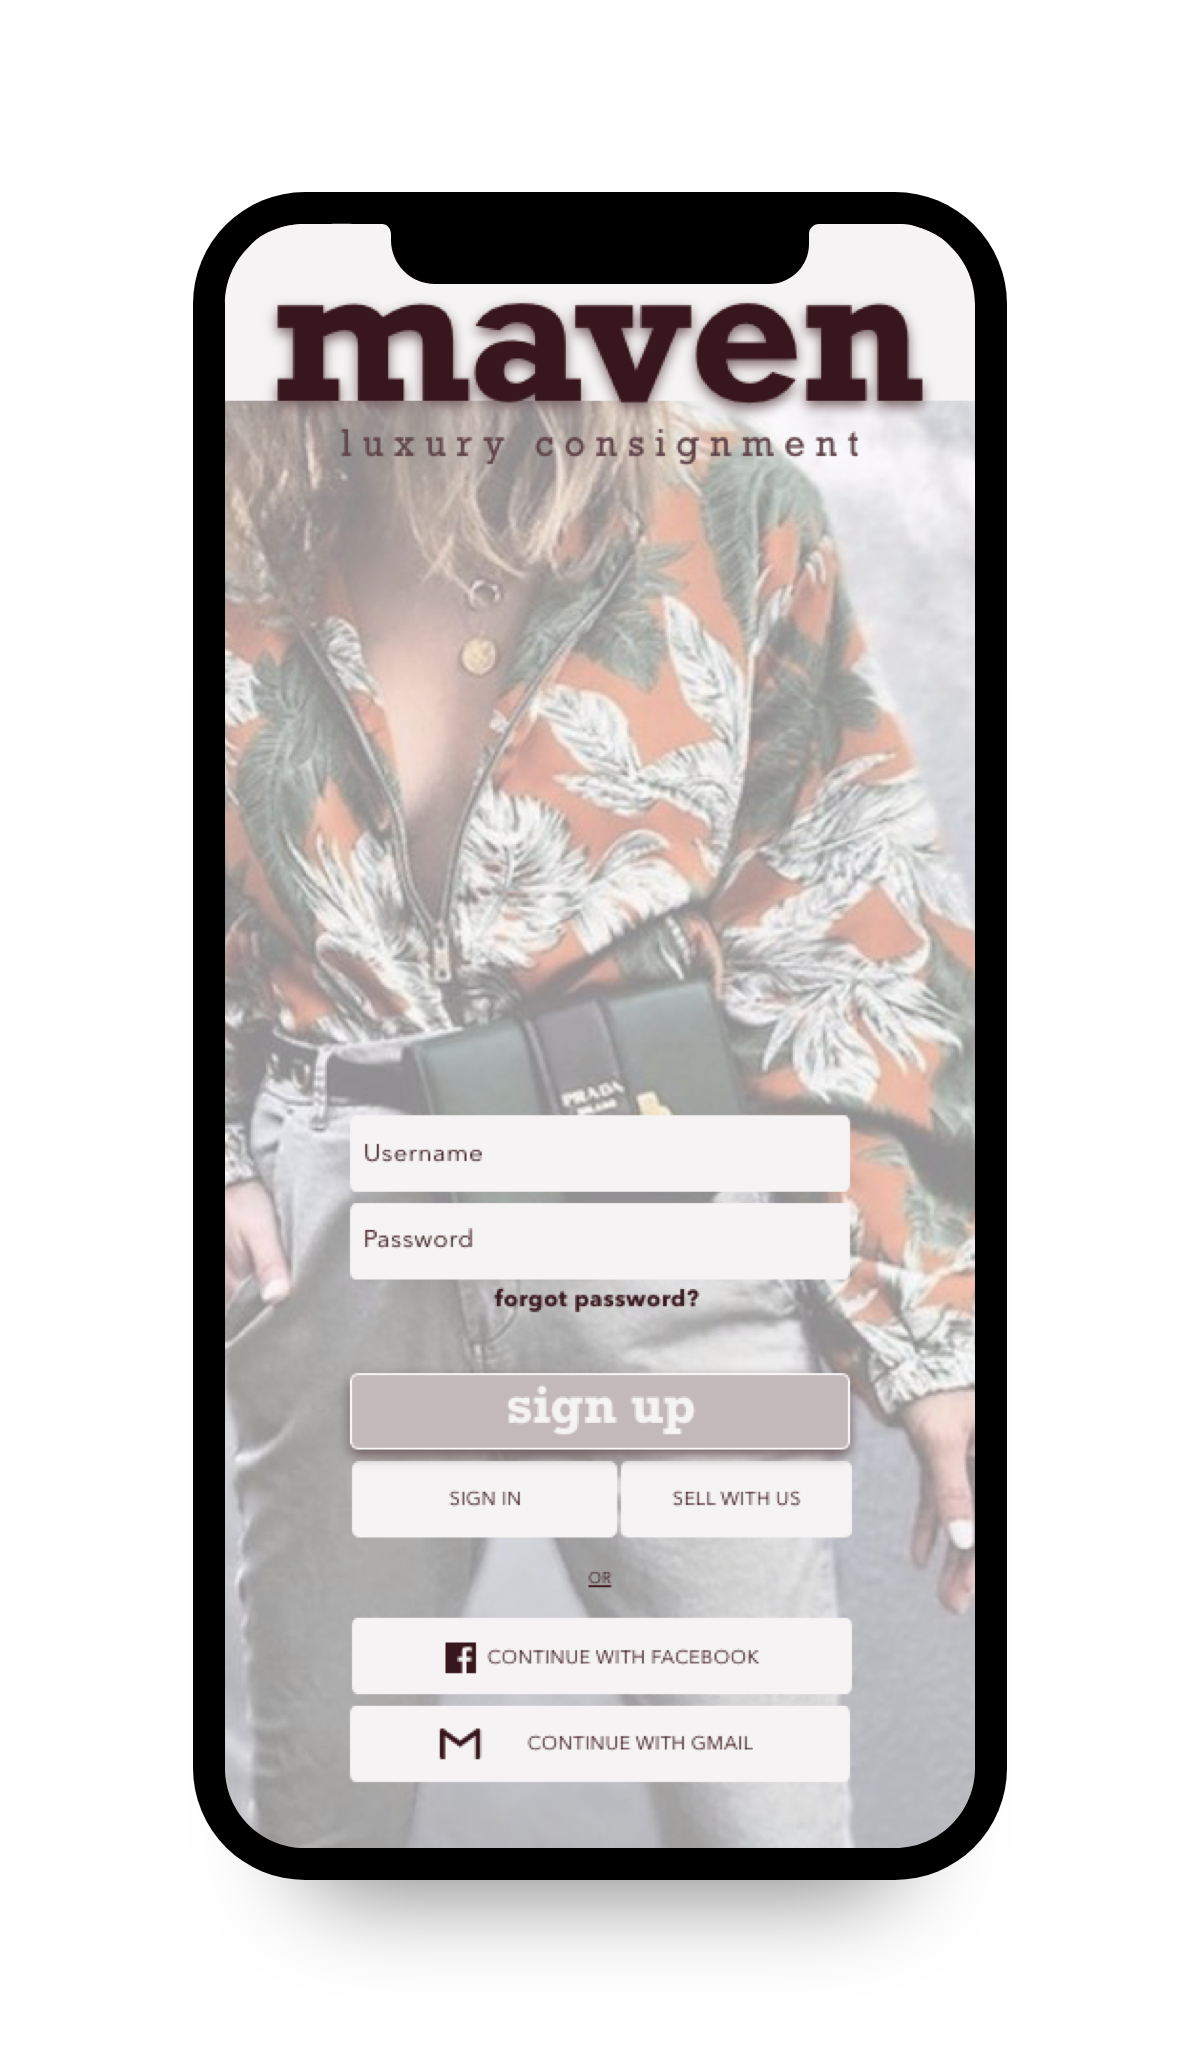 maven
luxury consignment
PRADA
MILANO
Username
Password
forgot password?
sign up
SIGN IN
SELL WITH US
OR
CONTINUE WITH FACEBOOK
CONTINUE WITH GMAIL